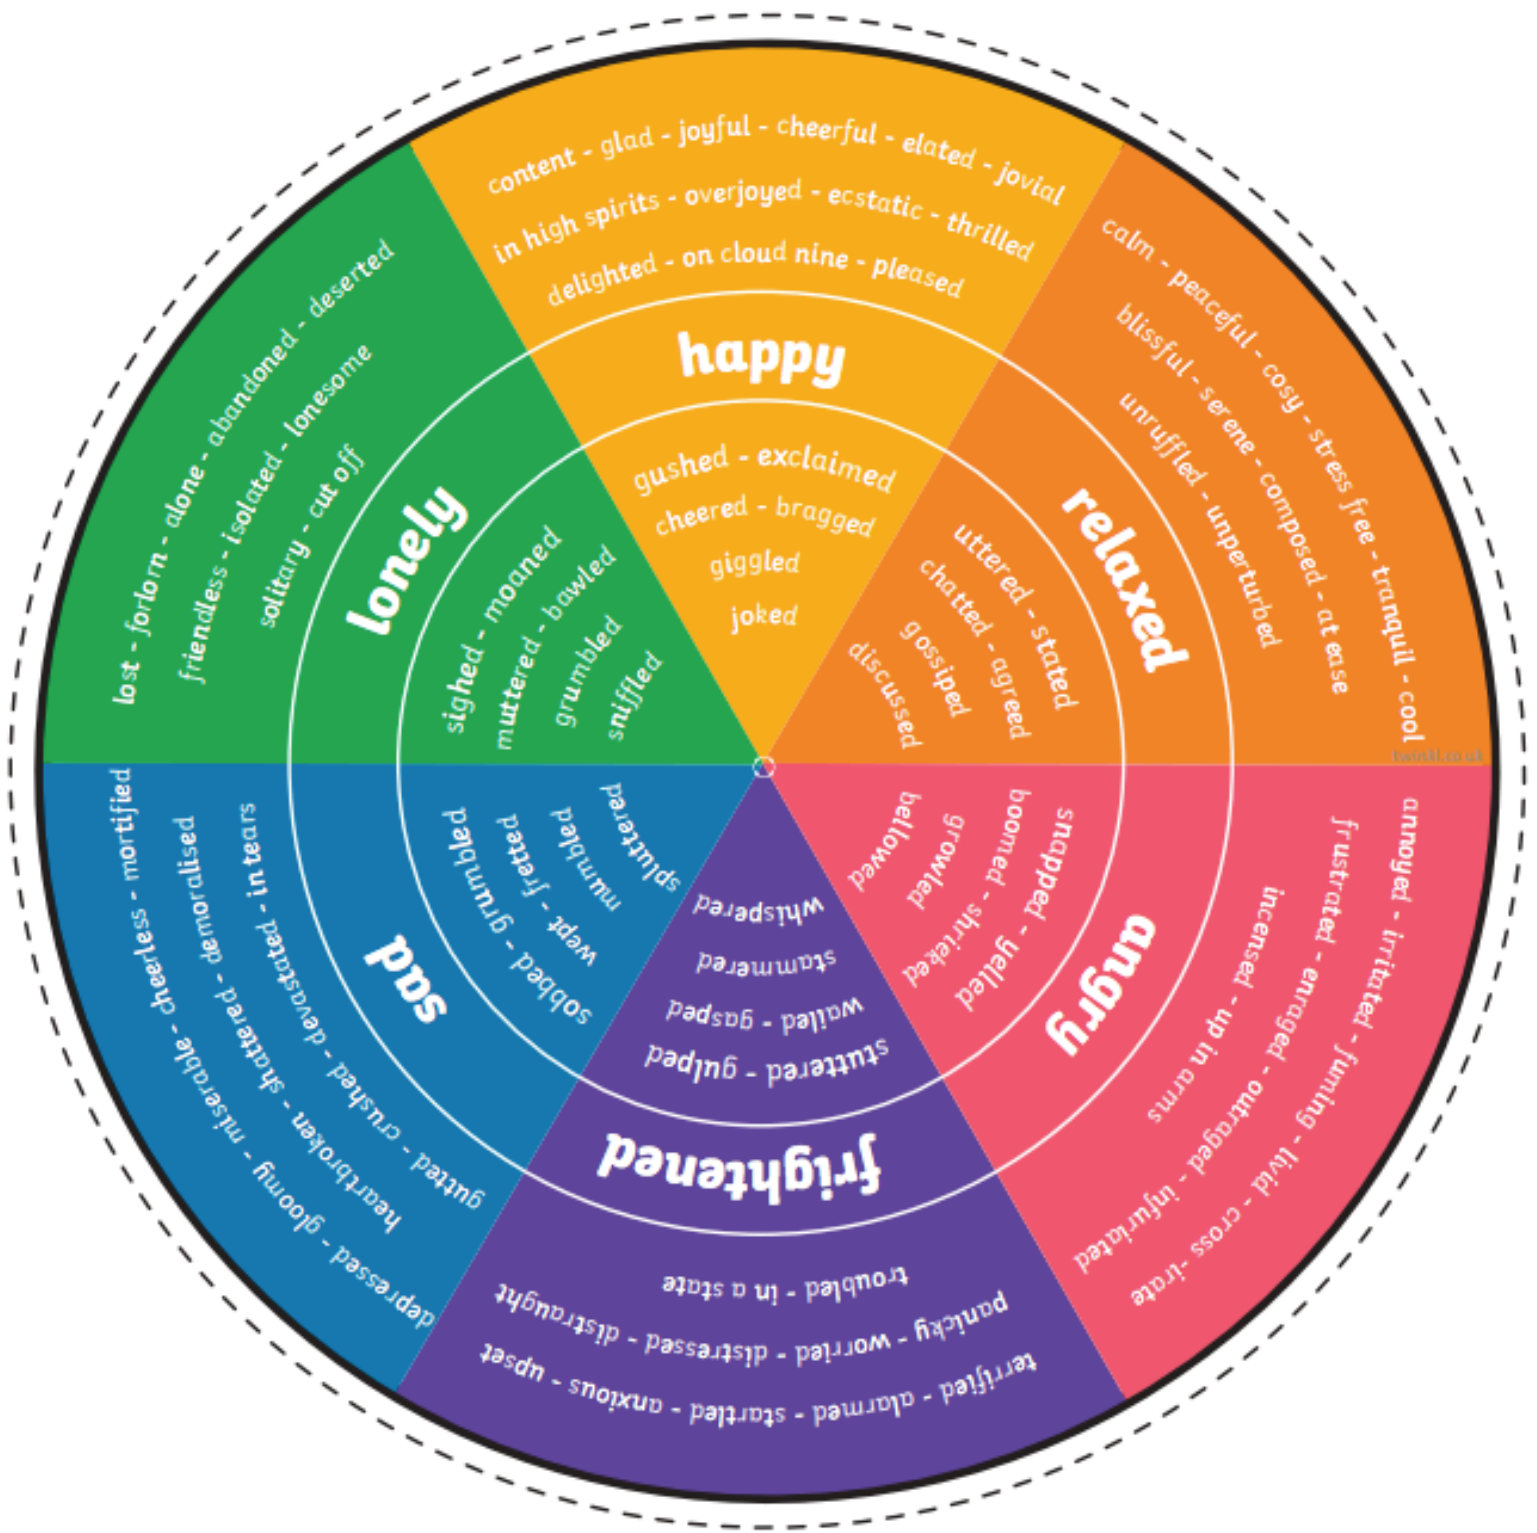 content - glad - joyful - cheerful - elated - jovial
in high spirits - overjoyed - ecstatic - thrilled
delighted - on cloud nine - pleased
happy
gushed - exclaimed
cheered - bragged
giggled
joked
calm - peaceful - cosy - stress free - tranquil - cool
blissful - serene - composed - at ease
unruffled - unperturbed
relaxed
uttered - stated
chatted - agreed
gossiped
discussed
twinkl.co.uk
annoyed - irritated - fuming - livid - cross -irate
frustrated - enraged - outraged - infuriated
incensed - up in arms
angry
snapped - yelled
boomed - shrieked
growled
bellowed
terrified - alarmed - startled - anxious - upset
panicky - worried - distressed - distraught
troubled - in a state
frightened
stuttered - gulped
wailed - gasped
stammered
whispered
depressed - gloomy - miserable- cheerless - mortified
heartbroken - shattered - demoralised
gutted - crushed - devastated - in tears
sad
sobbed - grumbled
wept - fretted
mumbled
spluttered
lost - forlorn - alone - abandoned - deserted
friendless - isolated - lonesome
solitary - cut off
lonely
sighed - moaned
muttered - bawled
grumbled
sniffled